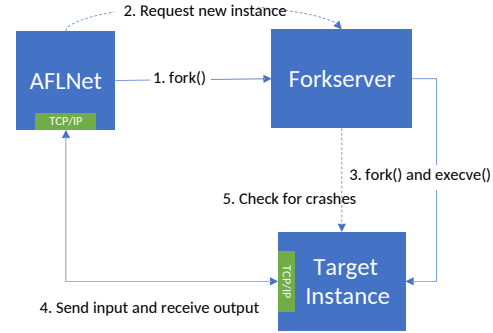 2. Request new instance
AFLNet
1. fork()
Forkserver
TCP/IP
3. fork() and execve()
5. Check for crashes
TCP/IP
Target
Instance
4. Send input and receive output